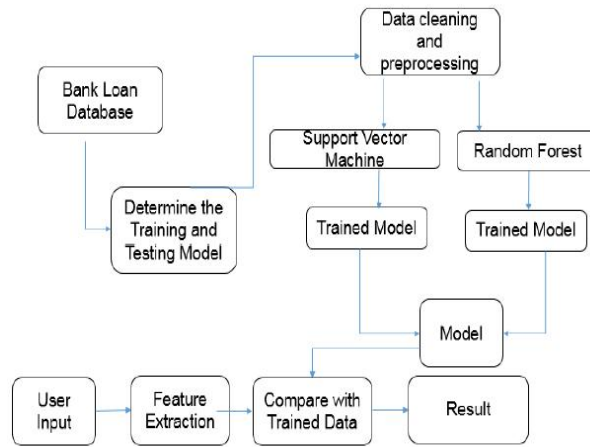 Data cleaning
and
preprocessing
Bank Loan
Database
Support Vector
Machine
Random Forest
Determine the
Training and
Testing Model
Trained Model
Trained Model
Model
User
Input
Feature
Extraction
Compare with
Trained Data
Result